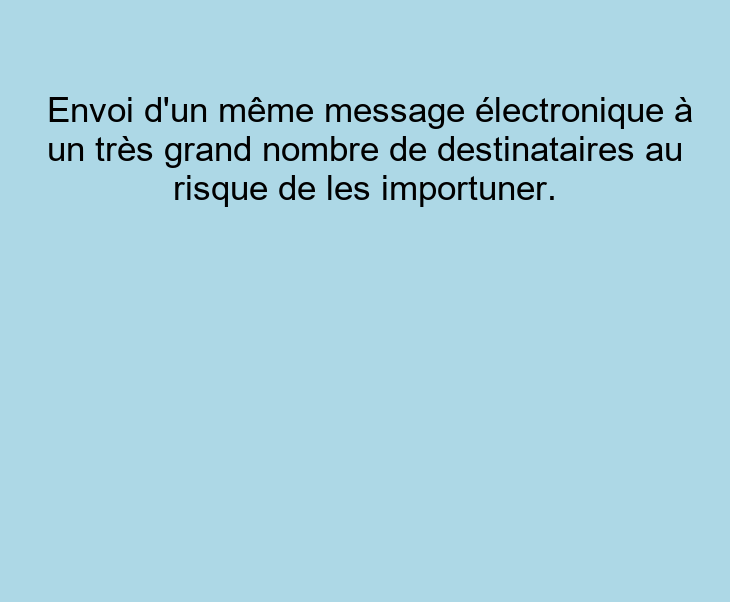 Envoi d'un même message électronique à
un très grand nombre de destinataires au
risque de les importuner.